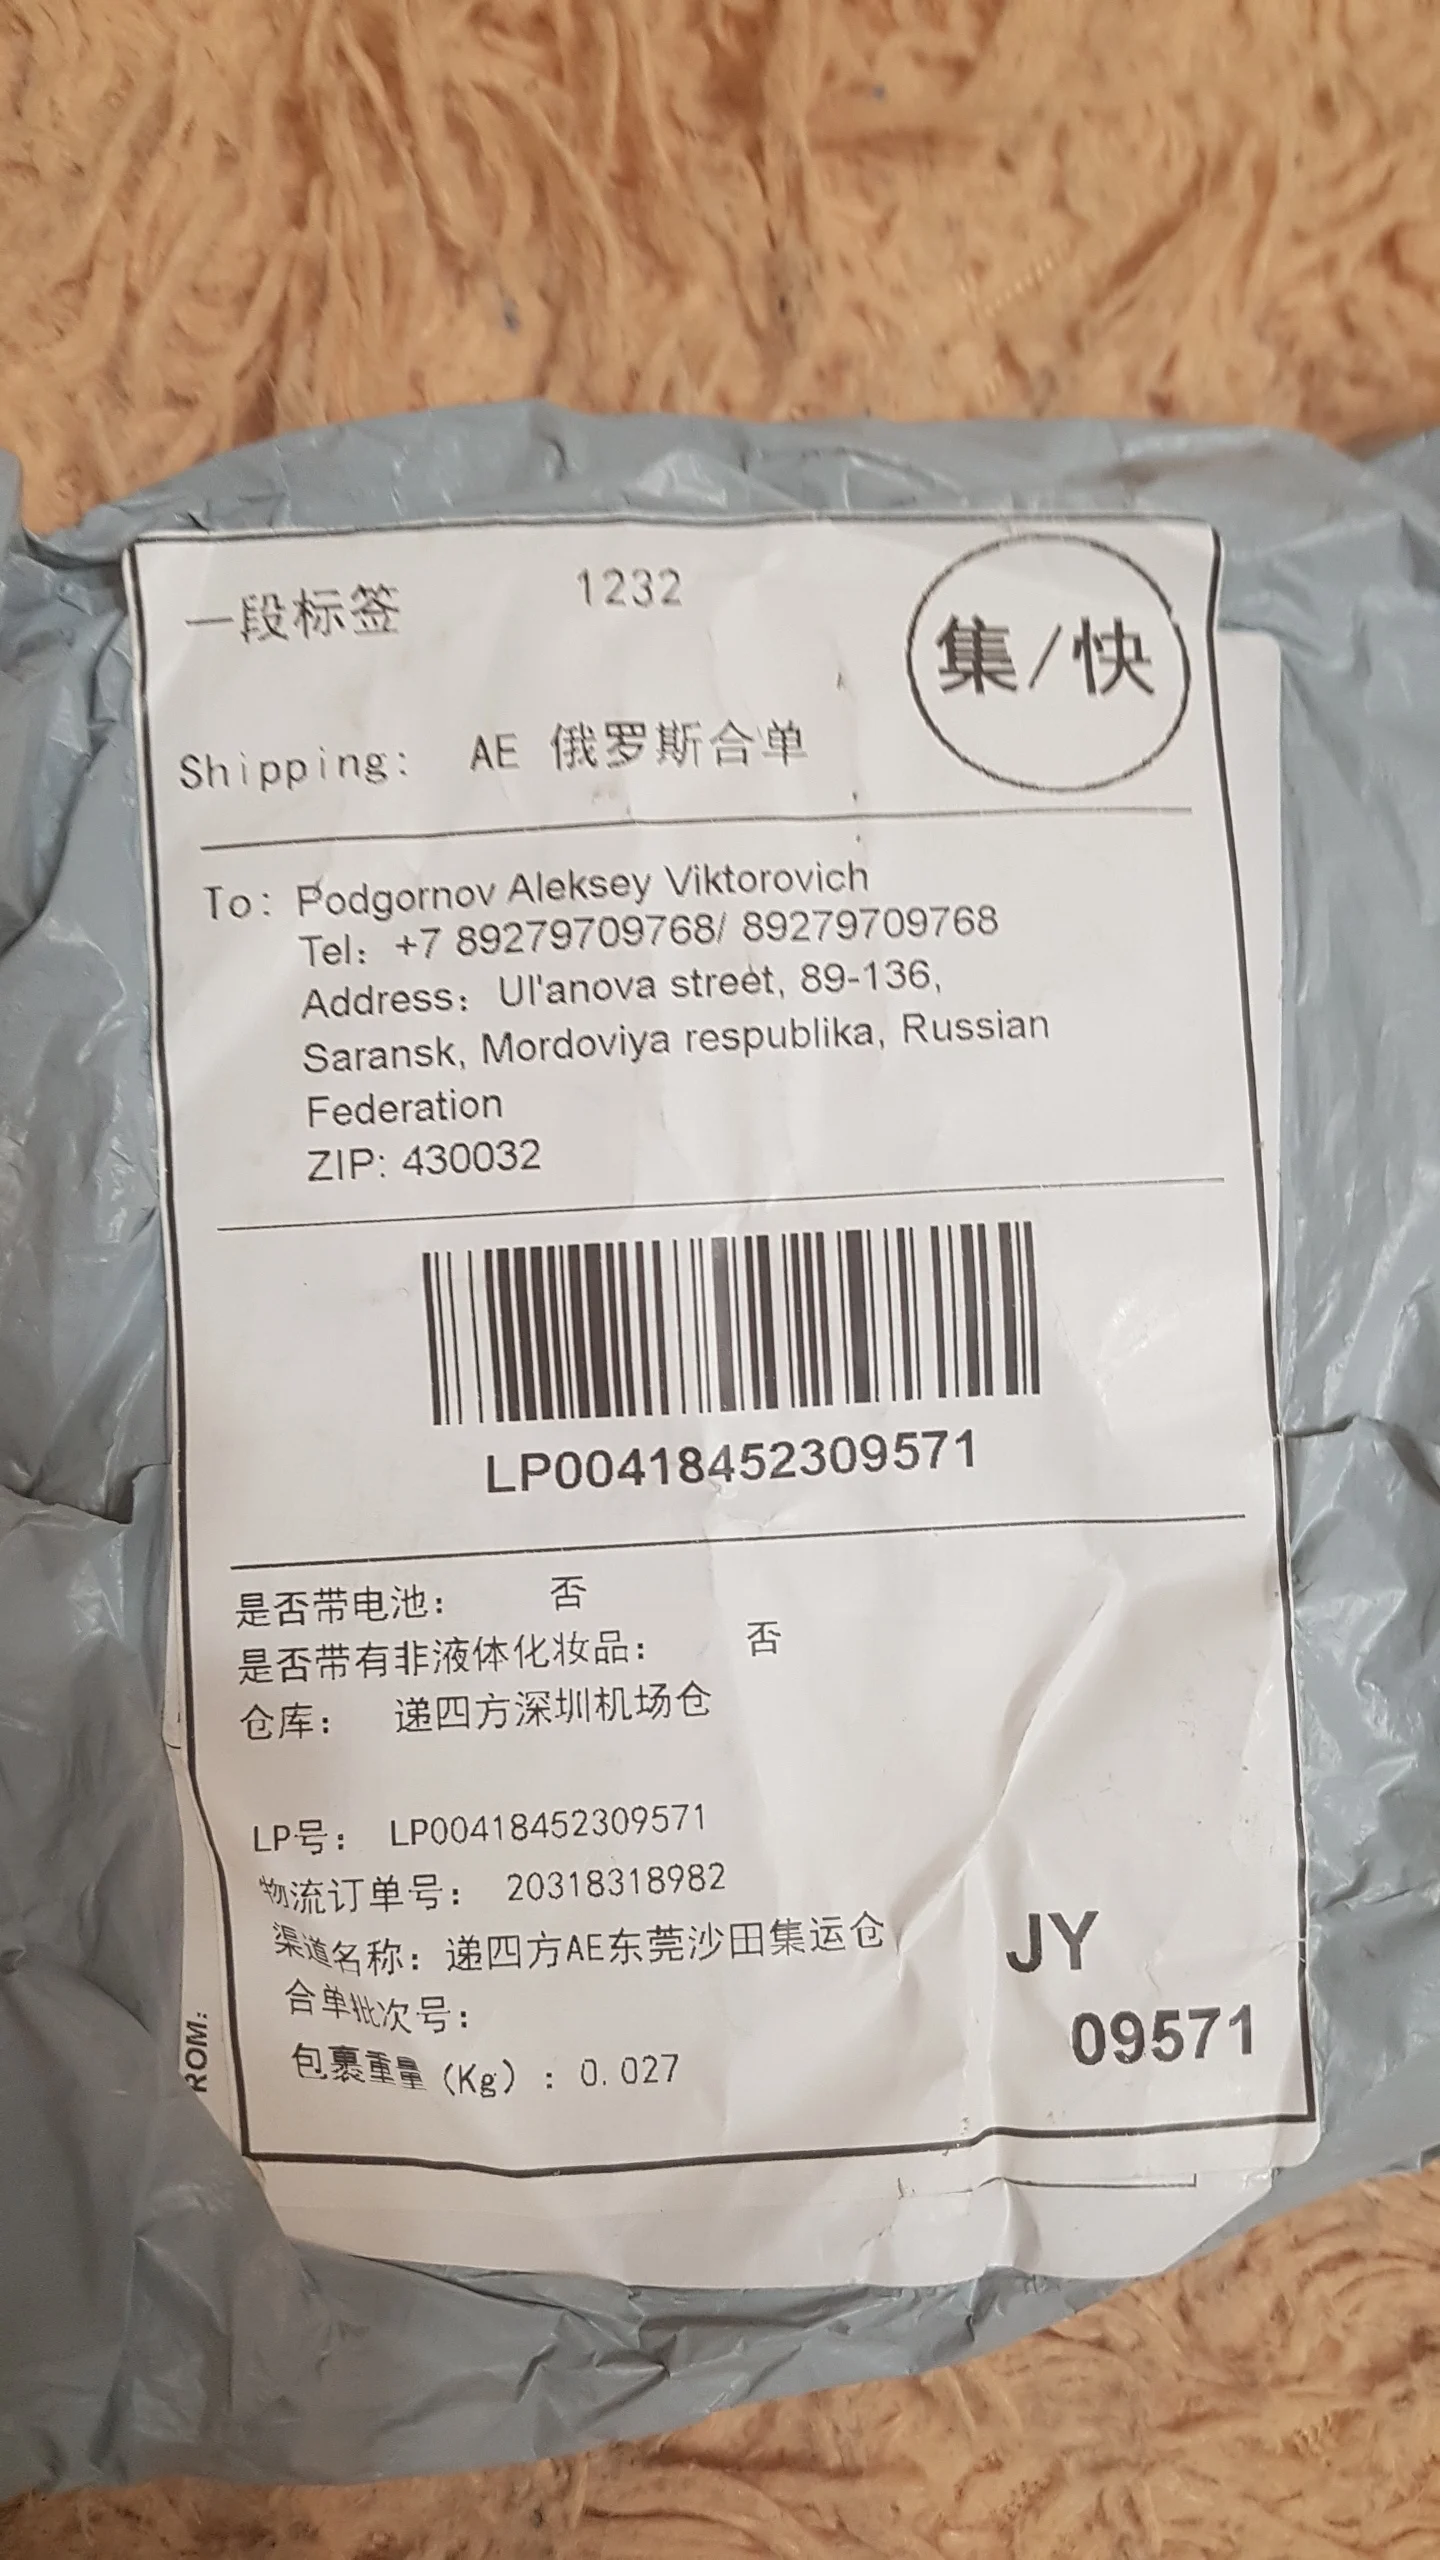 一段标签 1232
集/快
Shipping: AE 俄罗斯合单
To: Podgornov Aleksey Viktorovich
Tel: +7 89279709768/ 89279709768
Address: Ul'anova street, 89-136,
Saransk, Mordoviya respublika, Russian
Federation
ZIP: 430032
LP00418452309571
是否带电池: 否
是否带有非液体化妆品: 否
仓库: 递四方深圳机场仓
LP号: LP00418452309571
物流订单号: 20318318982
渠道名称: 递四方AE东莞沙田集运仓
合单批次号:
包裹重量 (Kg) : 0.027
JY
09571
ROM: